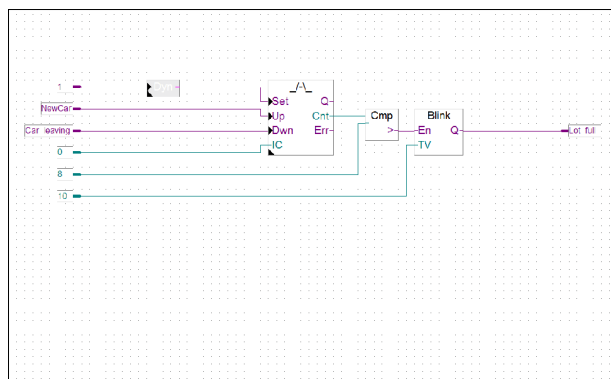 1
Dyn
_/-\_
Set Q
NewCar
Up Cnt
Cmp
Blink
Car leaving
Dwn Err
>
En Q
Lot full
0
IC
TV
8
10